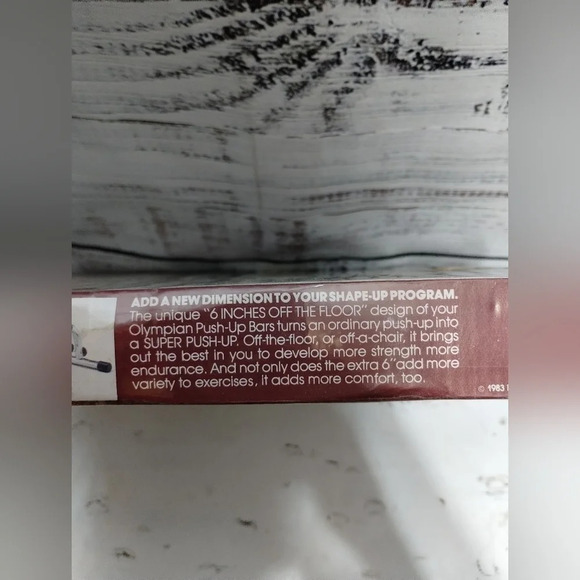 ADD A NEW DIMENSION TO YOUR SHAPE-UP PROGRAM.
The unique "6 INCHES OFF THE FLOOR" design of your
Olympian Push-Up Bars turns an ordinary push-up into
a SUPER PUSH-UP. Off-the-floor, or off-a-chair, it brings
out the best in you to develop more strength more
endurance. And not only does the extra 6" add more
variety to exercises, it adds more comfort, too.
© 1983